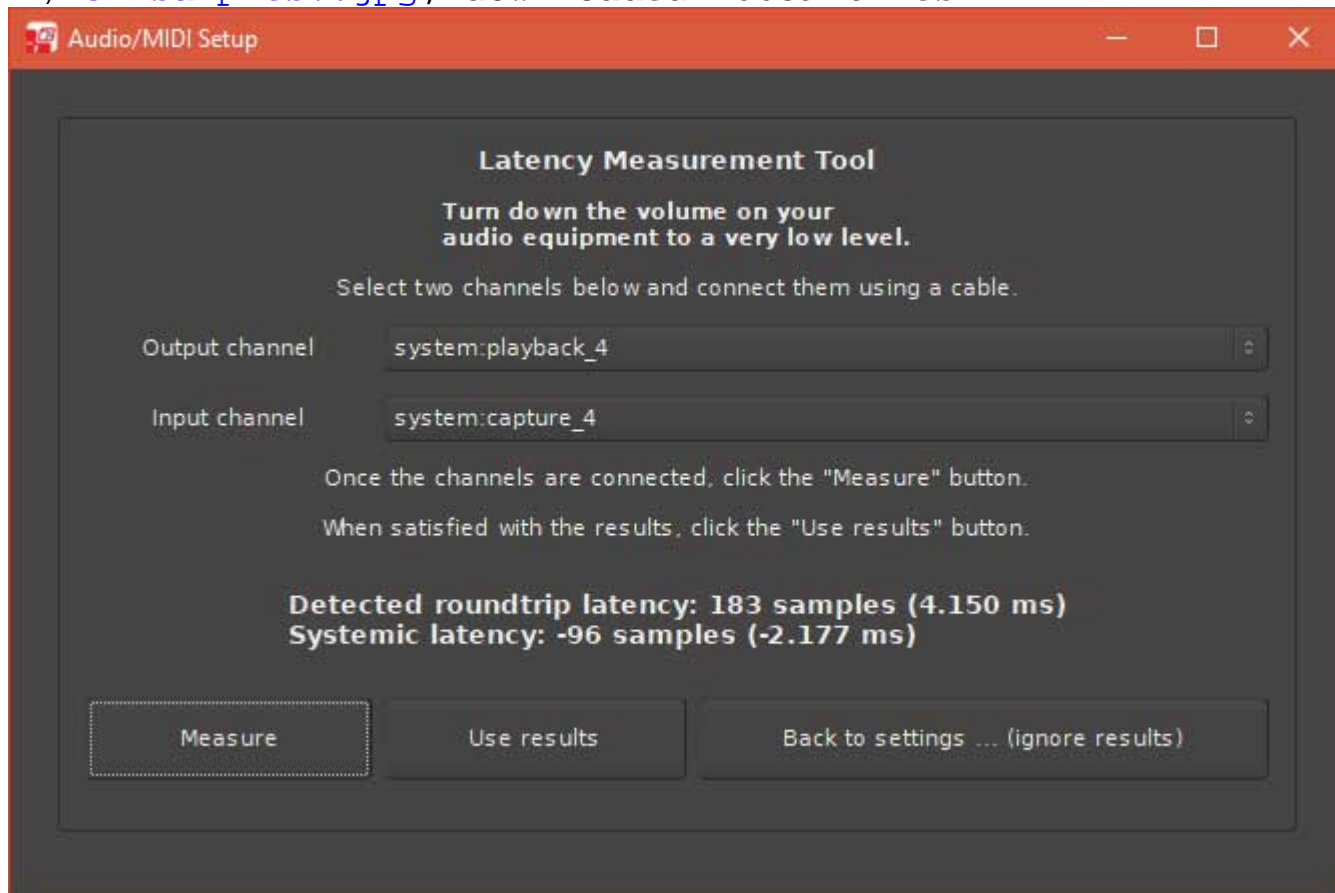 Audio/MIDI Setup
Latency Measurement Tool
Turn down the volume on your
audio equipment to a very low level.
Select two channels below and connect them using a cable.
Output channel system:playback_4
Input channel system:capture_4
Once the channels are connected, click the "Measure" button.
When satisfied with the results, click the "Use results" button.
Detected roundtrip latency: 183 samples (4.150 ms)
Systemic latency: -96 samples (-2.177 ms)
Measure Use results Back to settings ... (ignore results)